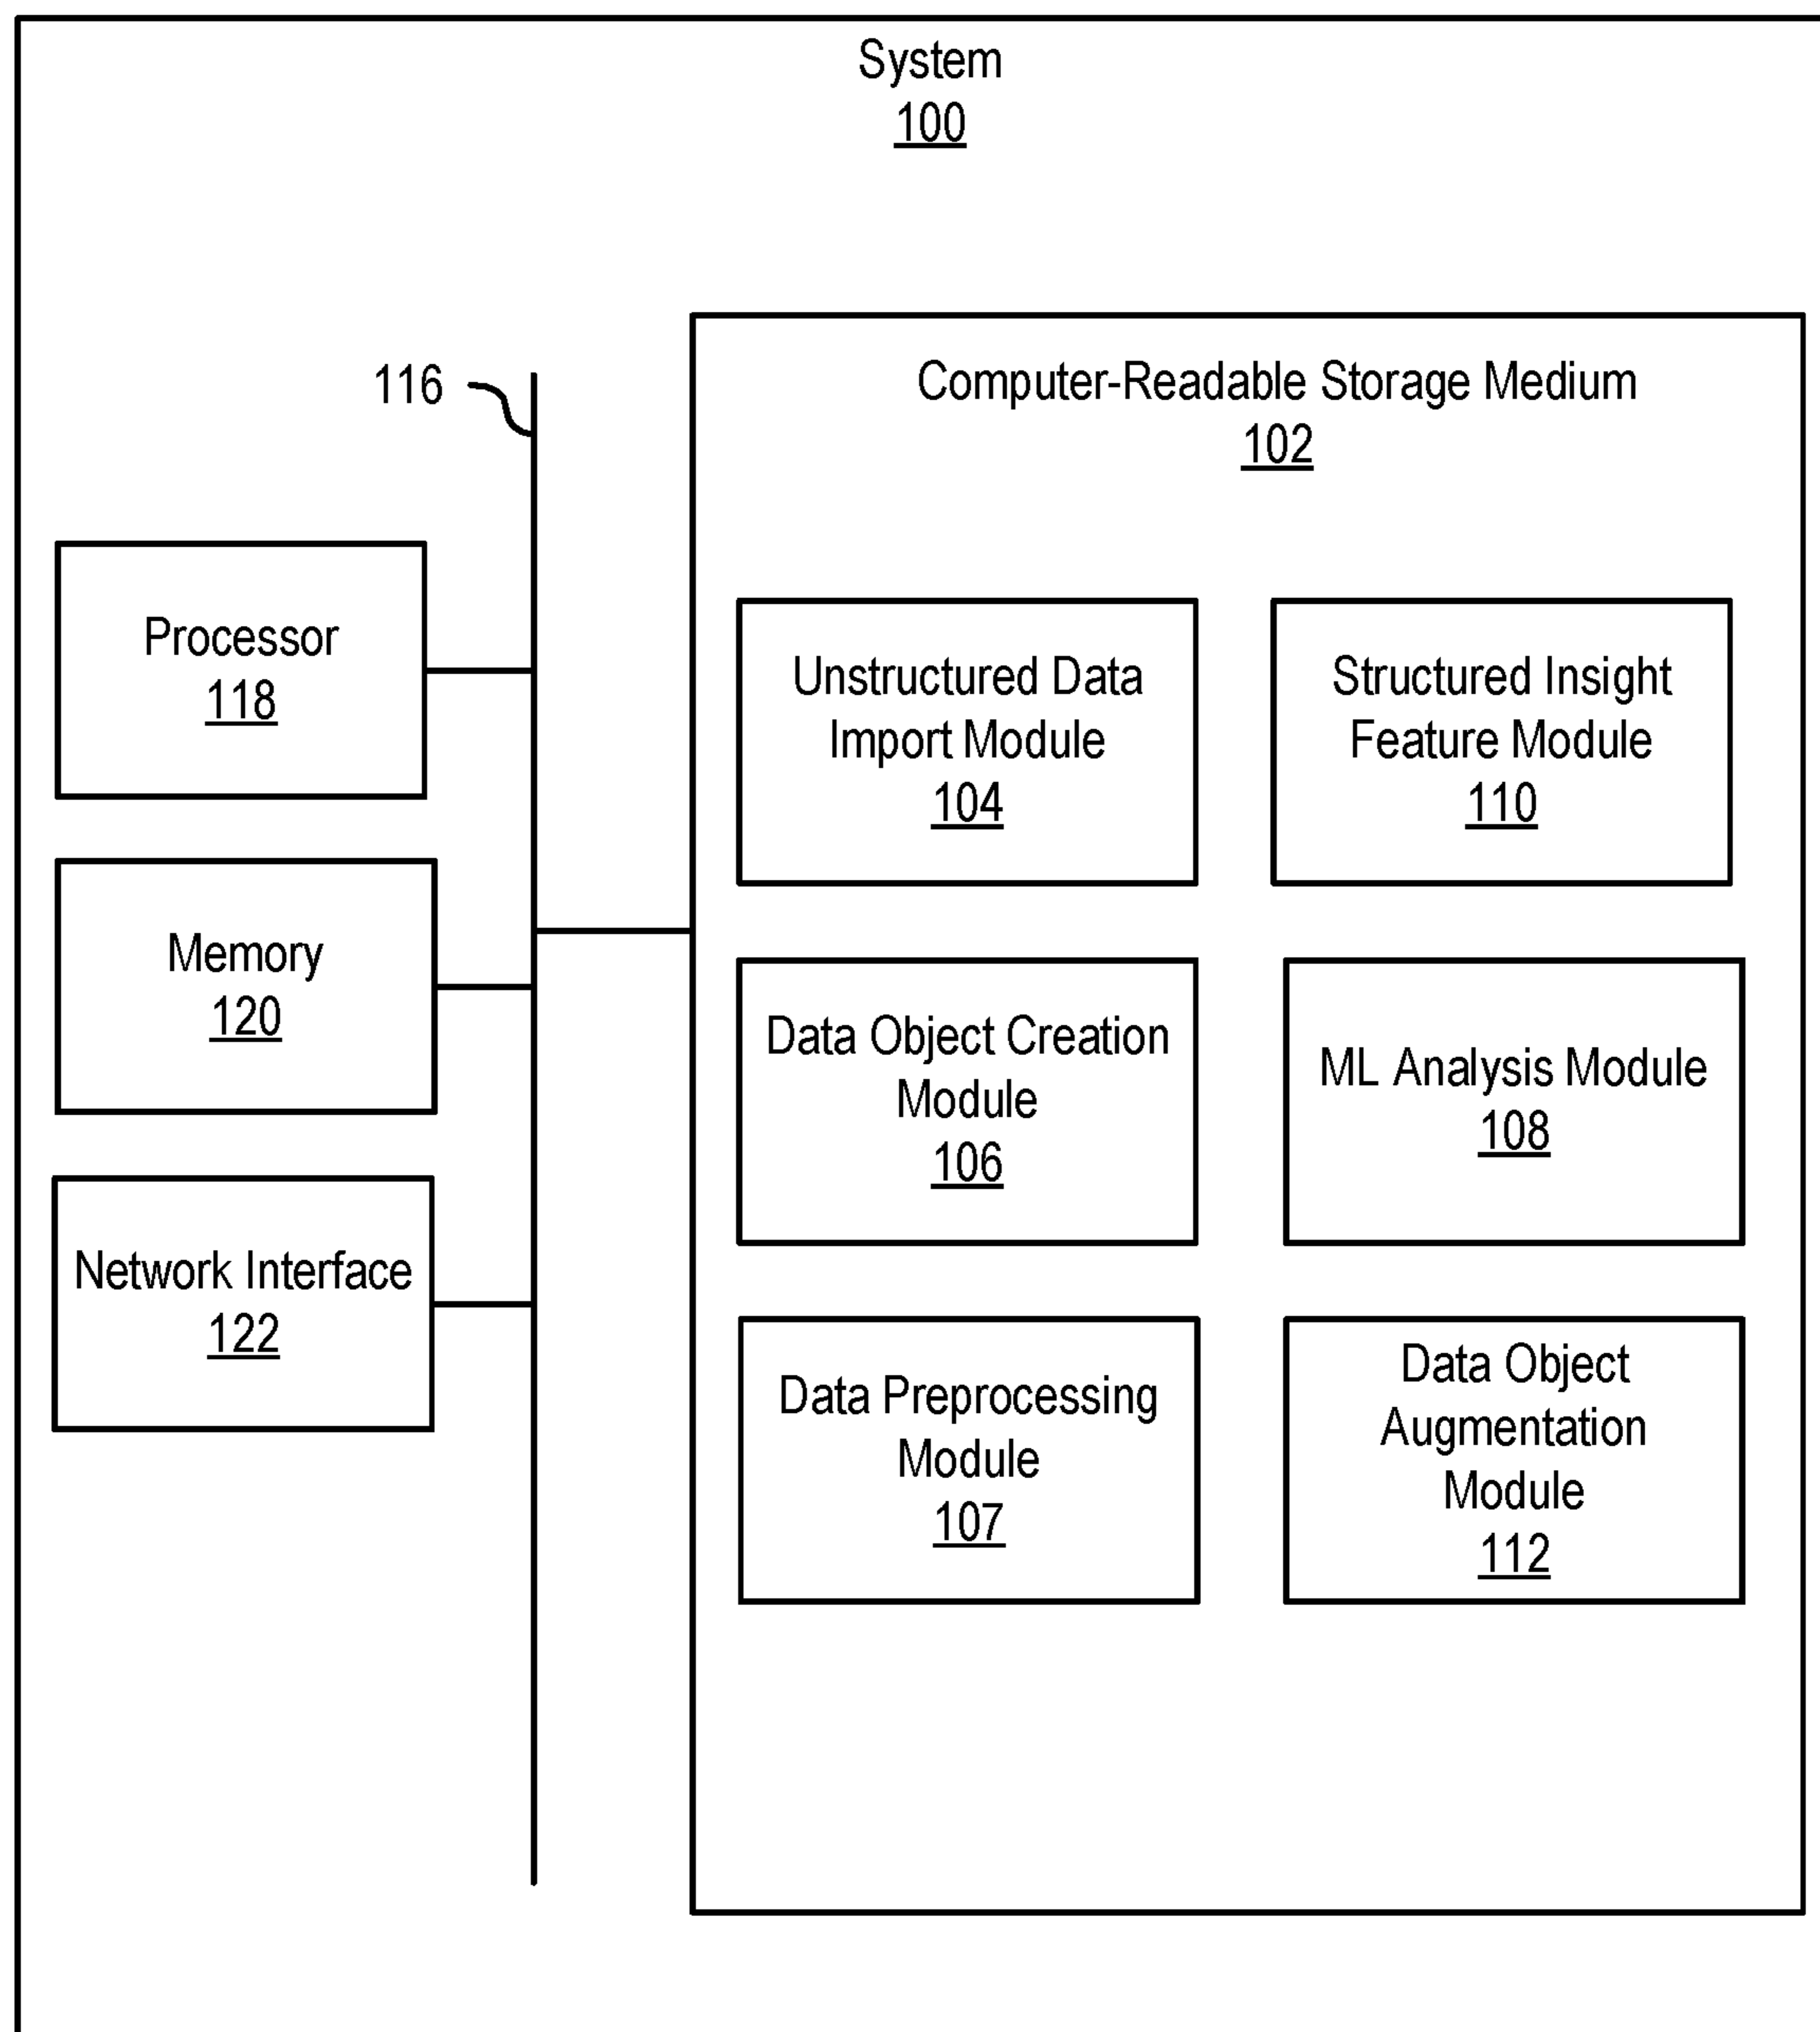 System
100
116
Computer-Readable Storage Medium
102
Processor
118
Memory
120
Network Interface
122
Unstructured Data
Import Module
104
Structured Insight
Feature Module
110
Data Object Creation
Module
106
ML Analysis Module
108
Data Preprocessing
Module
107
Data Object
Augmentation
Module
112